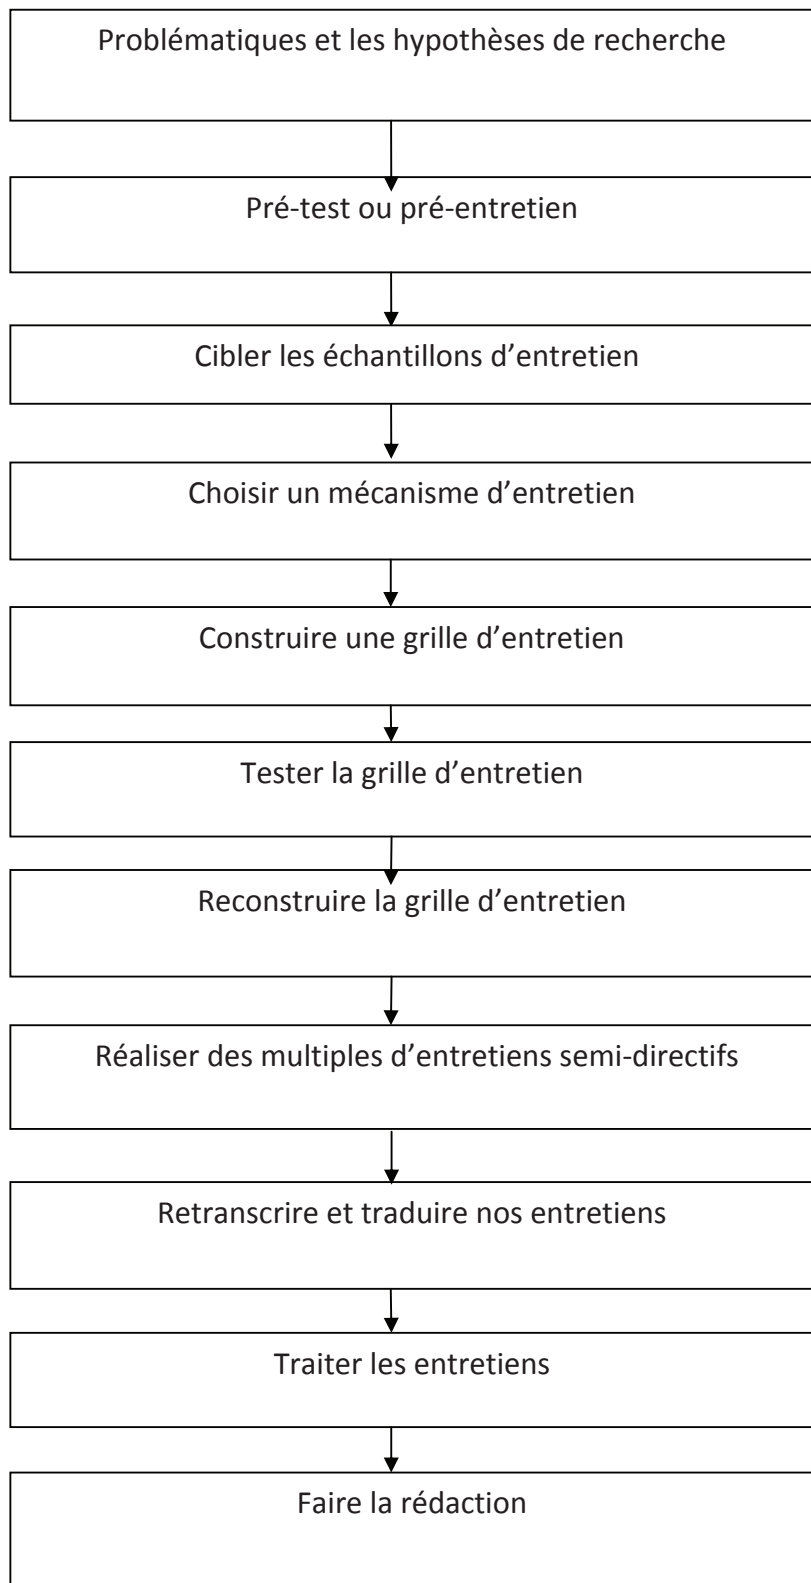 Problématiques et les hypothèses de recherche
Pré-test ou pré-entretien
Cibler les échantillons d’entretien
Choisir un mécanisme d’entretien
Construire une grille d’entretien
Tester la grille d’entretien
Reconstruire la grille d’entretien
Réaliser des multiples d’entretiens semi-directifs
Retranscrire et traduire nos entretiens
Traiter les entretiens
Faire la rédaction